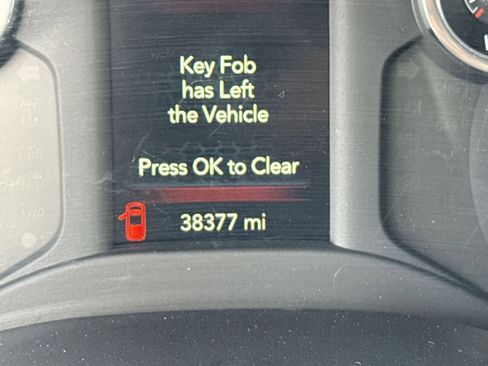 Key Fob
has Left
the Vehicle
Press OK to Clear
38377 mi